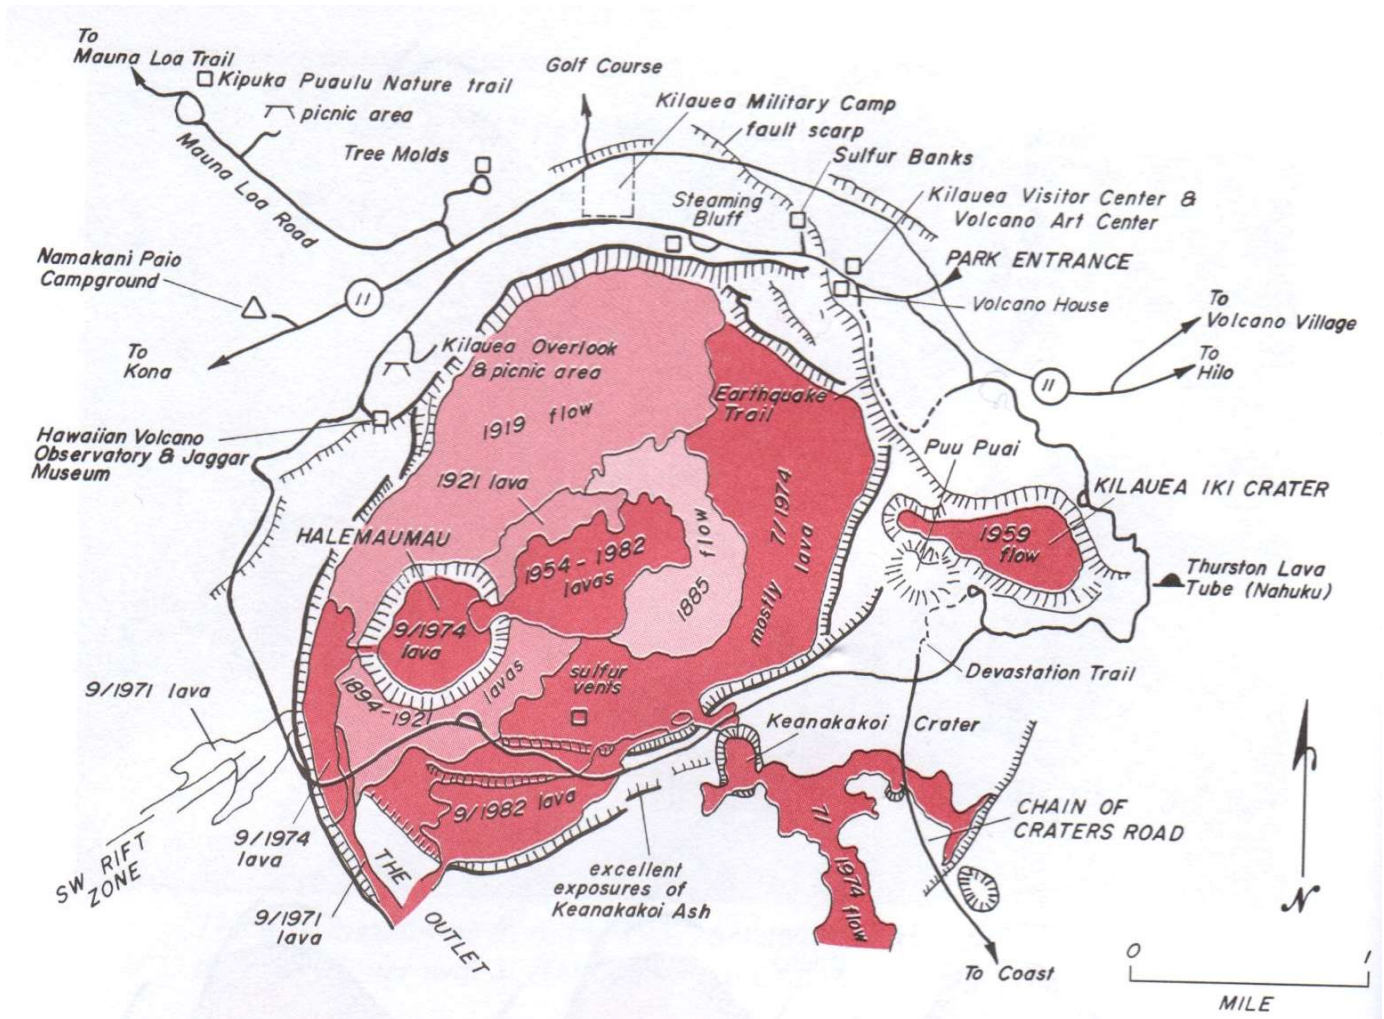 To
Mauna Loa Trail
Kipuka Puaulu Nature trail
picnic area
Mauna Loa Road
Tree Molds
Golf Course
Kilauea Military Camp
fault scarp
Sulfur Banks
Steaming
Bluff
Kilauea Visitor Center &
Volcano Art Center
PARK ENTRANCE
Volcano House
To
Volcano Village
To
Hilo
11
Namakani Paio
Campground
11
To
Kona
Kilauea Overlook
& picnic area
Earthquake
Trail
Hawaiian Volcano
Observatory & Jaggar
Museum
1919 flow
1921 lava
HALEMAUMAU
1954-1982
lavas
1885 flow
mostly 7/1974
lava
9/1974
lava
1894-1921
lavas
sulfur
vents
Puu Puai
KILAUEA IKI CRATER
1959
flow
Thurston Lava
Tube (Nahuku)
Devastation Trail
9/1971 lava
SW RIFT
ZONE
9/1974
lava
9/1971
lava
9/1982 lava
THE
OUTLET
excellent
exposures of
Keanakakoi Ash
Keanakakoi Crater
7/
1974 flow
CHAIN OF
CRATERS ROAD
To Coast
N
0 1
MILE